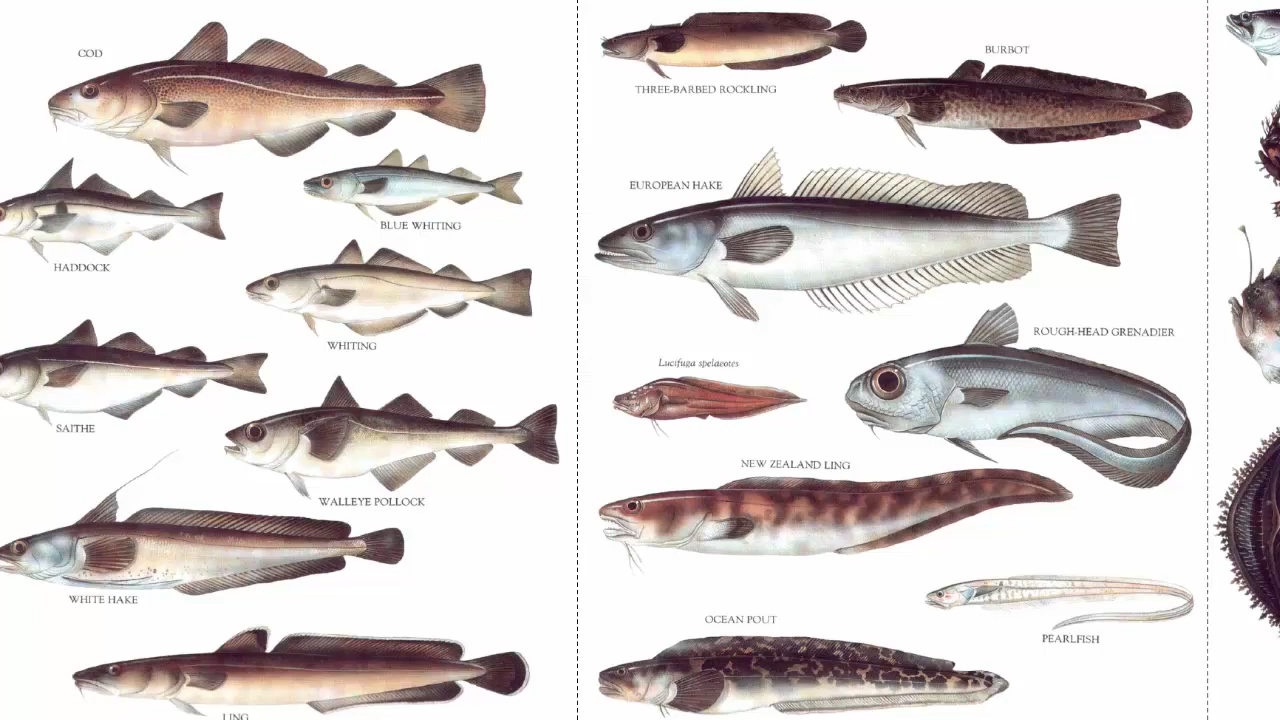 COD
BLUE WHITING
HADDOCK
WHITING
SAITHE
WALLEYE POLLOCK
WHITE HAKE
LING
THREE-BARBED ROCKLING
BURBOT
EUROPEAN HAKE
ROUGH-HEAD GRENADIER
Lucifuga spelaeotes
NEW ZEALAND LING
PEARLFISH
OCEAN POUT